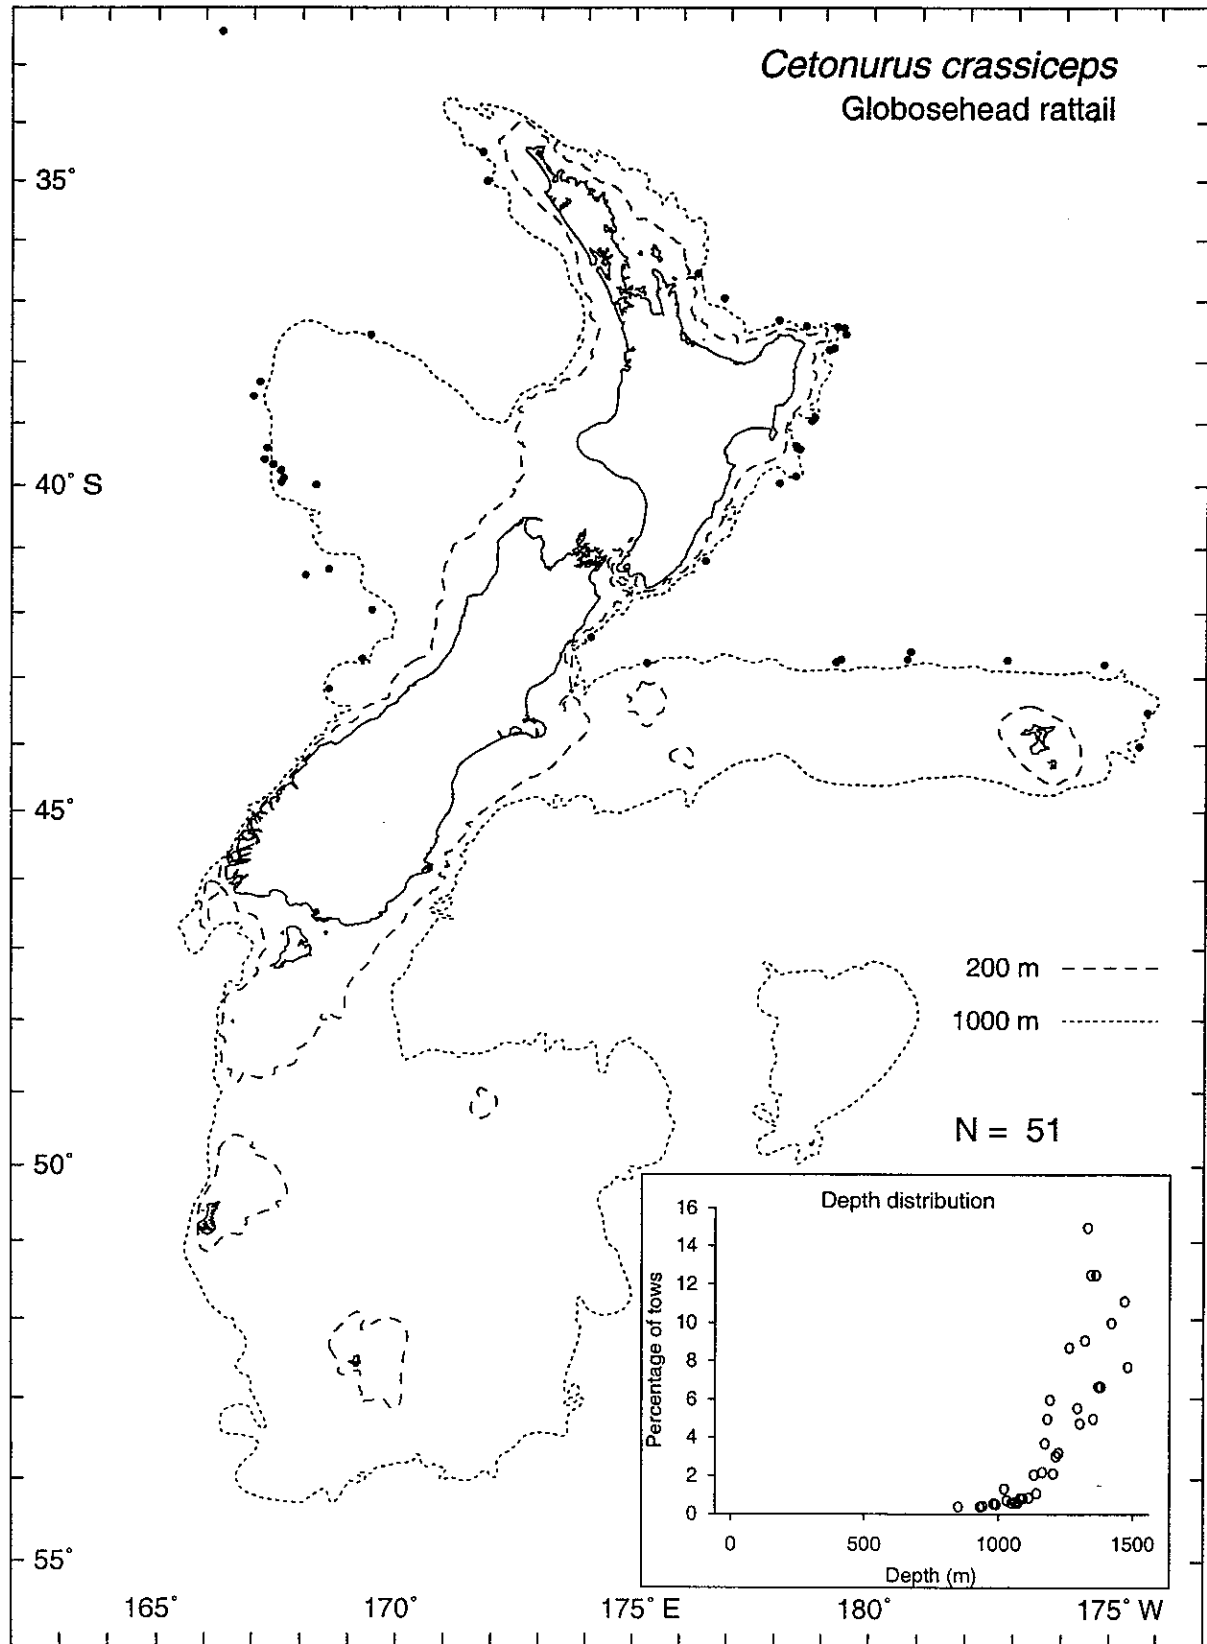 Cetonurus crassiceps
Globosehead rattail
35°
40° S
45°
50°
55°
200 m
1000 m
N = 51
Depth distribution
16
14
12
10
8
6
4
2
0
Percentage of tows
0 500 1000 1500
Depth (m)
165° 170° 175° E 180° 175° W